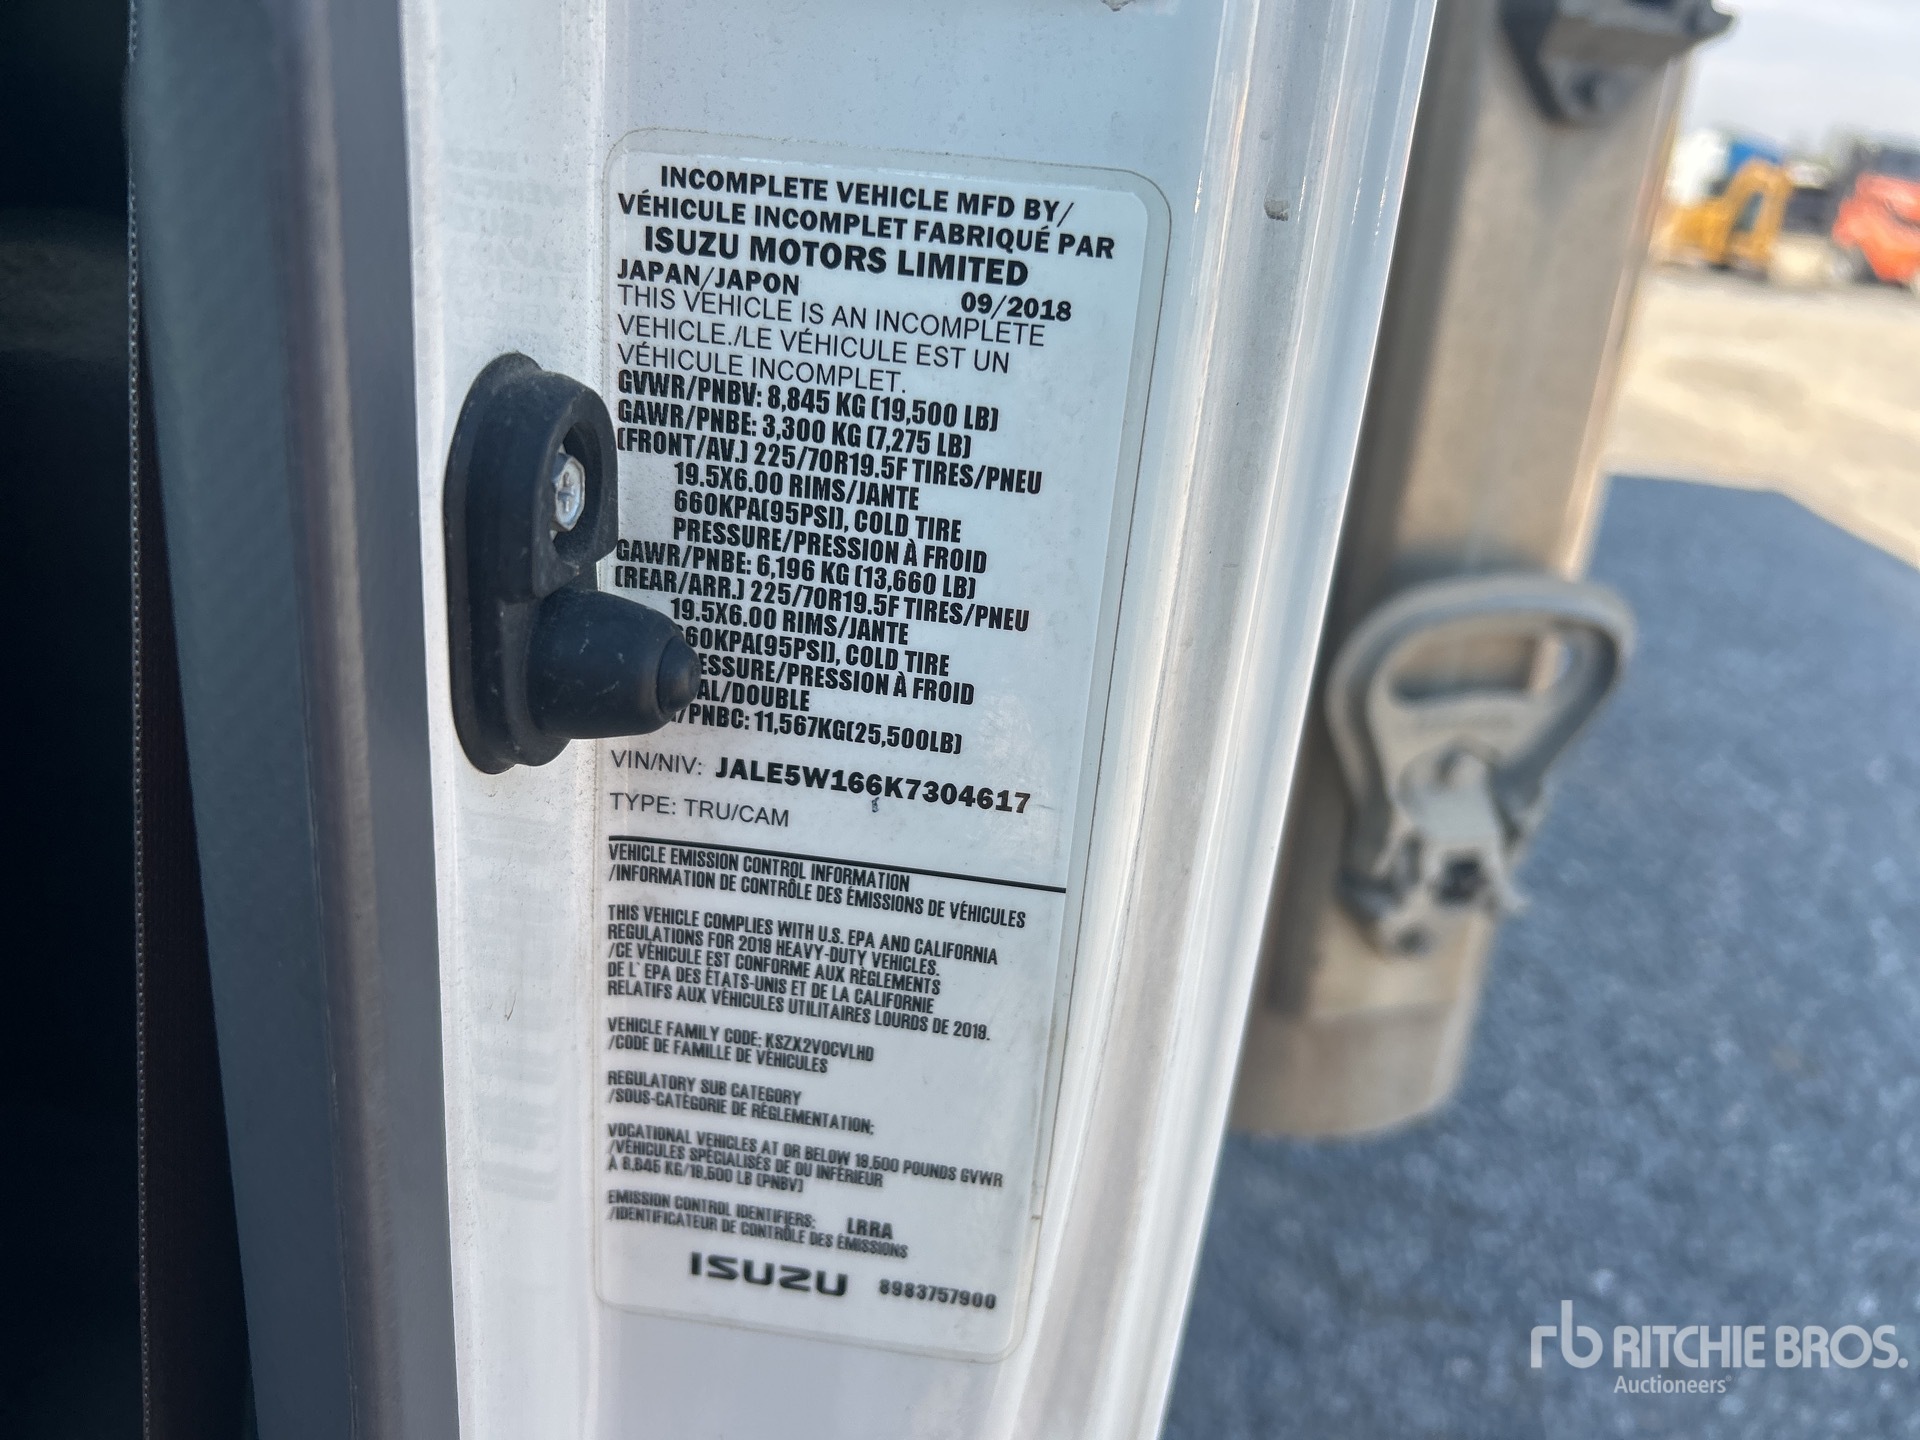 INCOMPLETE VEHICLE MFD BY/
VÉHICULE INCOMPLET FABRIQUÉ PAR
ISUZU MOTORS LIMITED
JAPAN/JAPON 09/2018
THIS VEHICLE IS AN INCOMPLETE
VEHICLE./LE VÉHICULE EST UN
VÉHICULE INCOMPLET.
GVWR/PNBV: 8,845 KG (19,500 LB)
GAWR/PNBE: 3,300 KG (7,275 LB)
(FRONT/AV.) 225/70R19.5F TIRES/PNEU
19.5X6.00 RIMS/JANTE
660KPA(95PSI), COLD TIRE
PRESSURE/PRESSION À FROID
GAWR/PNBE: 6,196 KG (13,660 LB)
(REAR/ARR.) 225/70R19.5F TIRES/PNEU
19.5X6.00 RIMS/JANTE
60KPA(95PSI), COLD TIRE
ESSURE/PRESSION À FROID
AL/DOUBLE
/PNBC: 11,567KG(25,500LB)
VIN/NIV: JALE5W166K7304617
TYPE: TRU/CAM
VEHICLE EMISSION CONTROL INFORMATION
/INFORMATION DE CONTRÔLE DES ÉMISSIONS DE VÉHICULES
THIS VEHICLE COMPLIES WITH U.S. EPA AND CALIFORNIA
REGULATIONS FOR 2019 HEAVY-DUTY VEHICLES.
/CE VÉHICULE EST CONFORME AUX RÈGLEMENTS
DE L'EPA DES ÉTATS-UNIS ET DE LA CALIFORNIE
RELATIFS AUX VÉHICULES UTILITAIRES LOURDS DE 2019.
VEHICLE FAMILY CODE: KSZX2VOCVLHD
/CODE DE FAMILLE DE VÉHICULES
REGULATORY SUB CATEGORY
/SOUS-CATÉGORIE DE RÉGLEMENTATION:
VOCATIONAL VEHICLES AT OR BELOW 19,500 POUNDS GVWR
/VÉHICULES SPÉCIALISÉS DE OU INFÉRIEUR
À 8,845 KG/19,500 LB (PNBV)
EMISSION CONTROL IDENTIFIERS: LRRA
/IDENTIFICATEUR DE CONTRÔLE DES ÉMISSIONS
ISUZU 8983757900
rb RITCHIE BROS.
Auctioneers